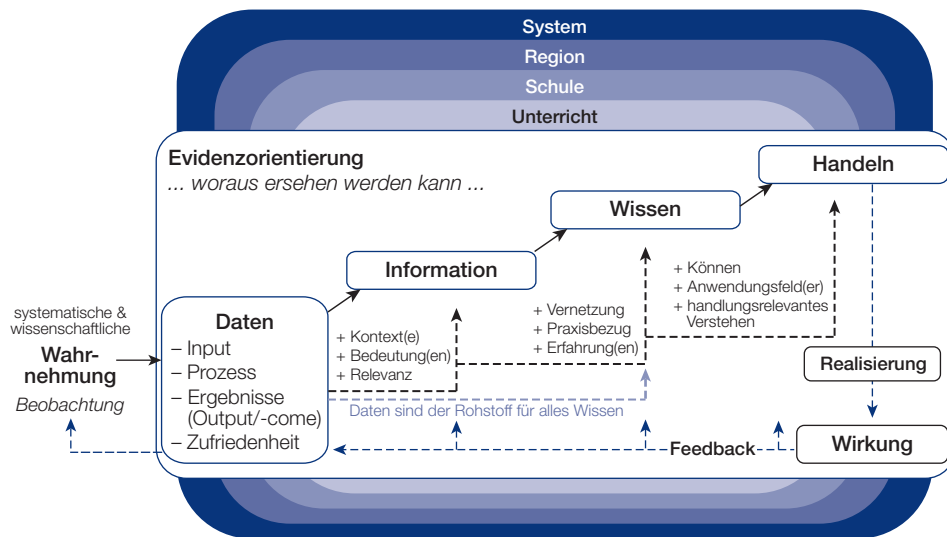 System
Region
Schule
Unterricht
Evidenzorientierung
... woraus ersehen werden kann ...
Handeln
Wissen
Information
+ Können
+ Anwendungsfeld(er)
+ handlungsrelevantes
Verstehen
+ Vernetzung
+ Praxisbezug
+ Erfahrung(en)
+ Kontext(e)
+ Bedeutung(en)
+ Relevanz
systematische &
wissenschaftliche
Wahr-
nehmung
Beobachtung
Daten
– Input
– Prozess
– Ergebnisse
(Output/-come)
– Zufriedenheit
Daten sind der Rohstoff für alles Wissen
Realisierung
Feedback
Wirkung